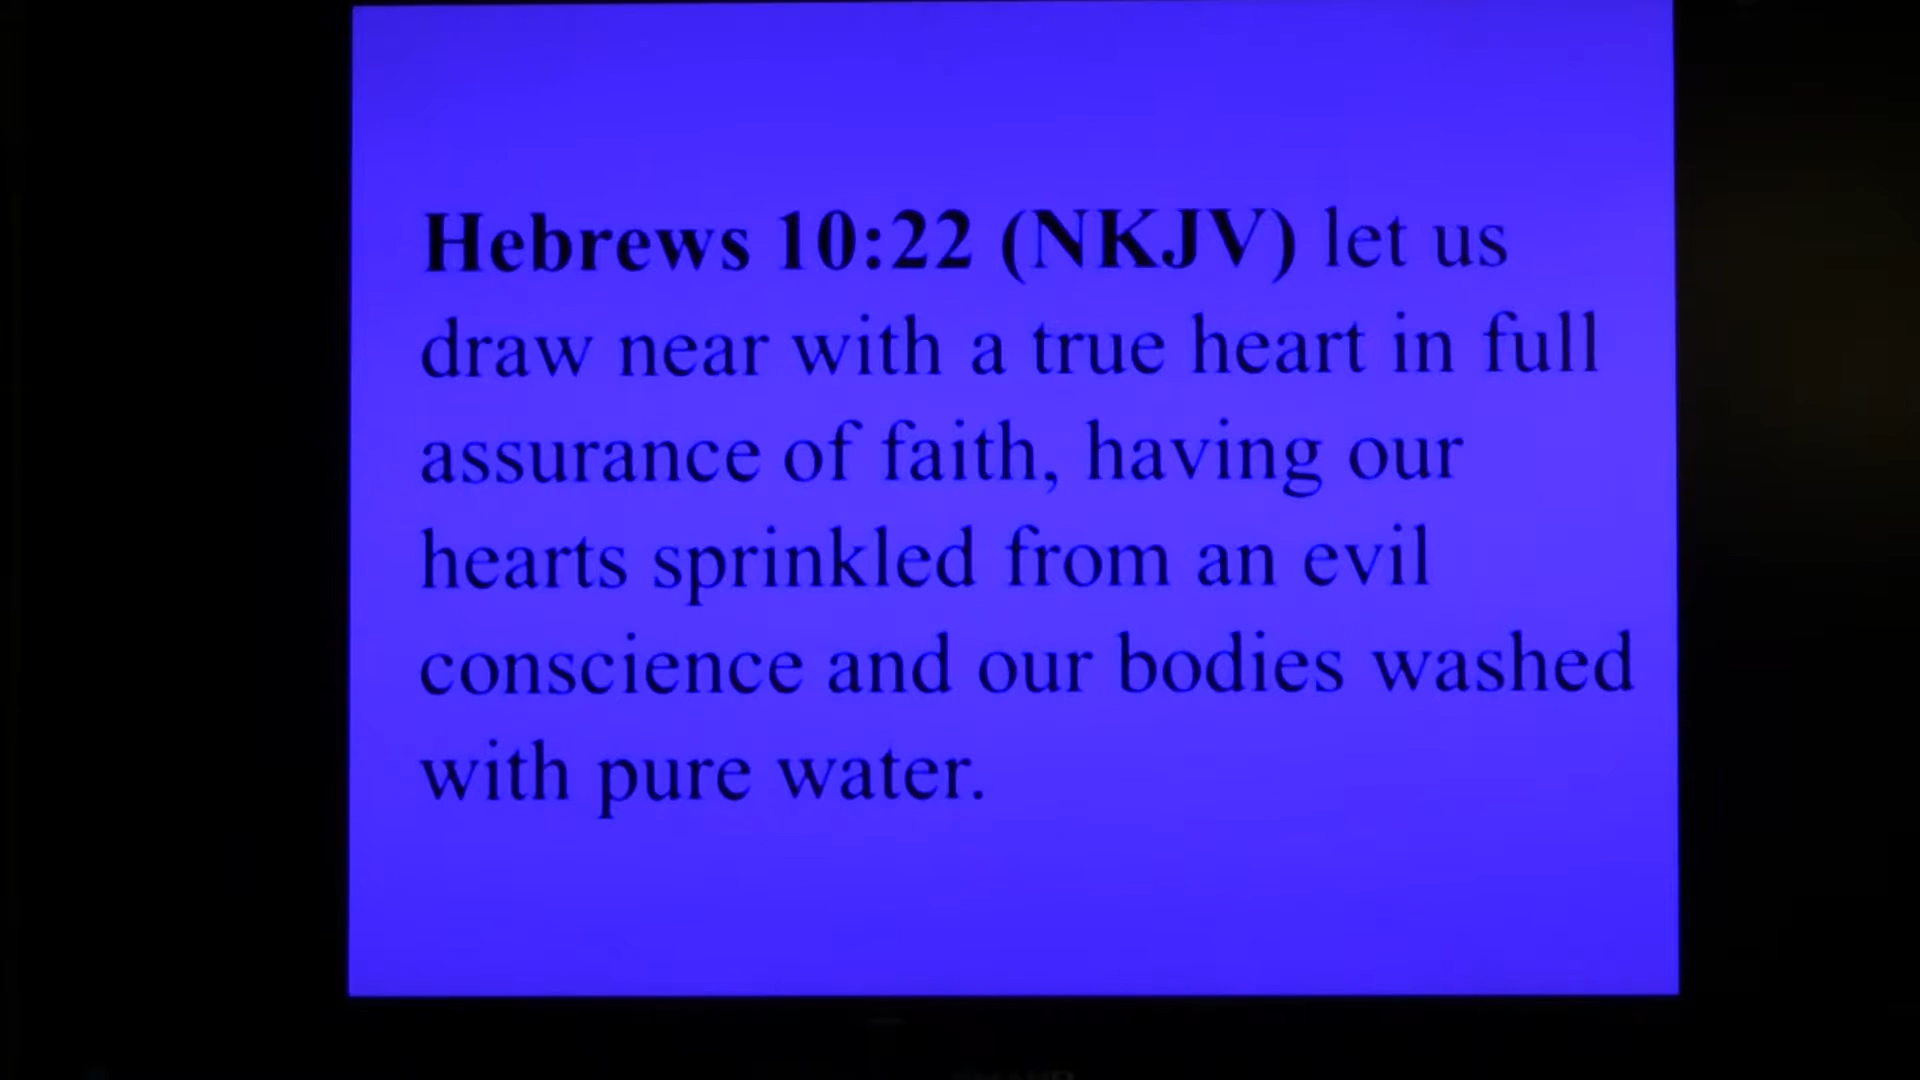 Hebrews 10:22 (NKJV) let us
draw near with a true heart in full
assurance of faith, having our
hearts sprinkled from an evil
conscience and our bodies washed
with pure water.